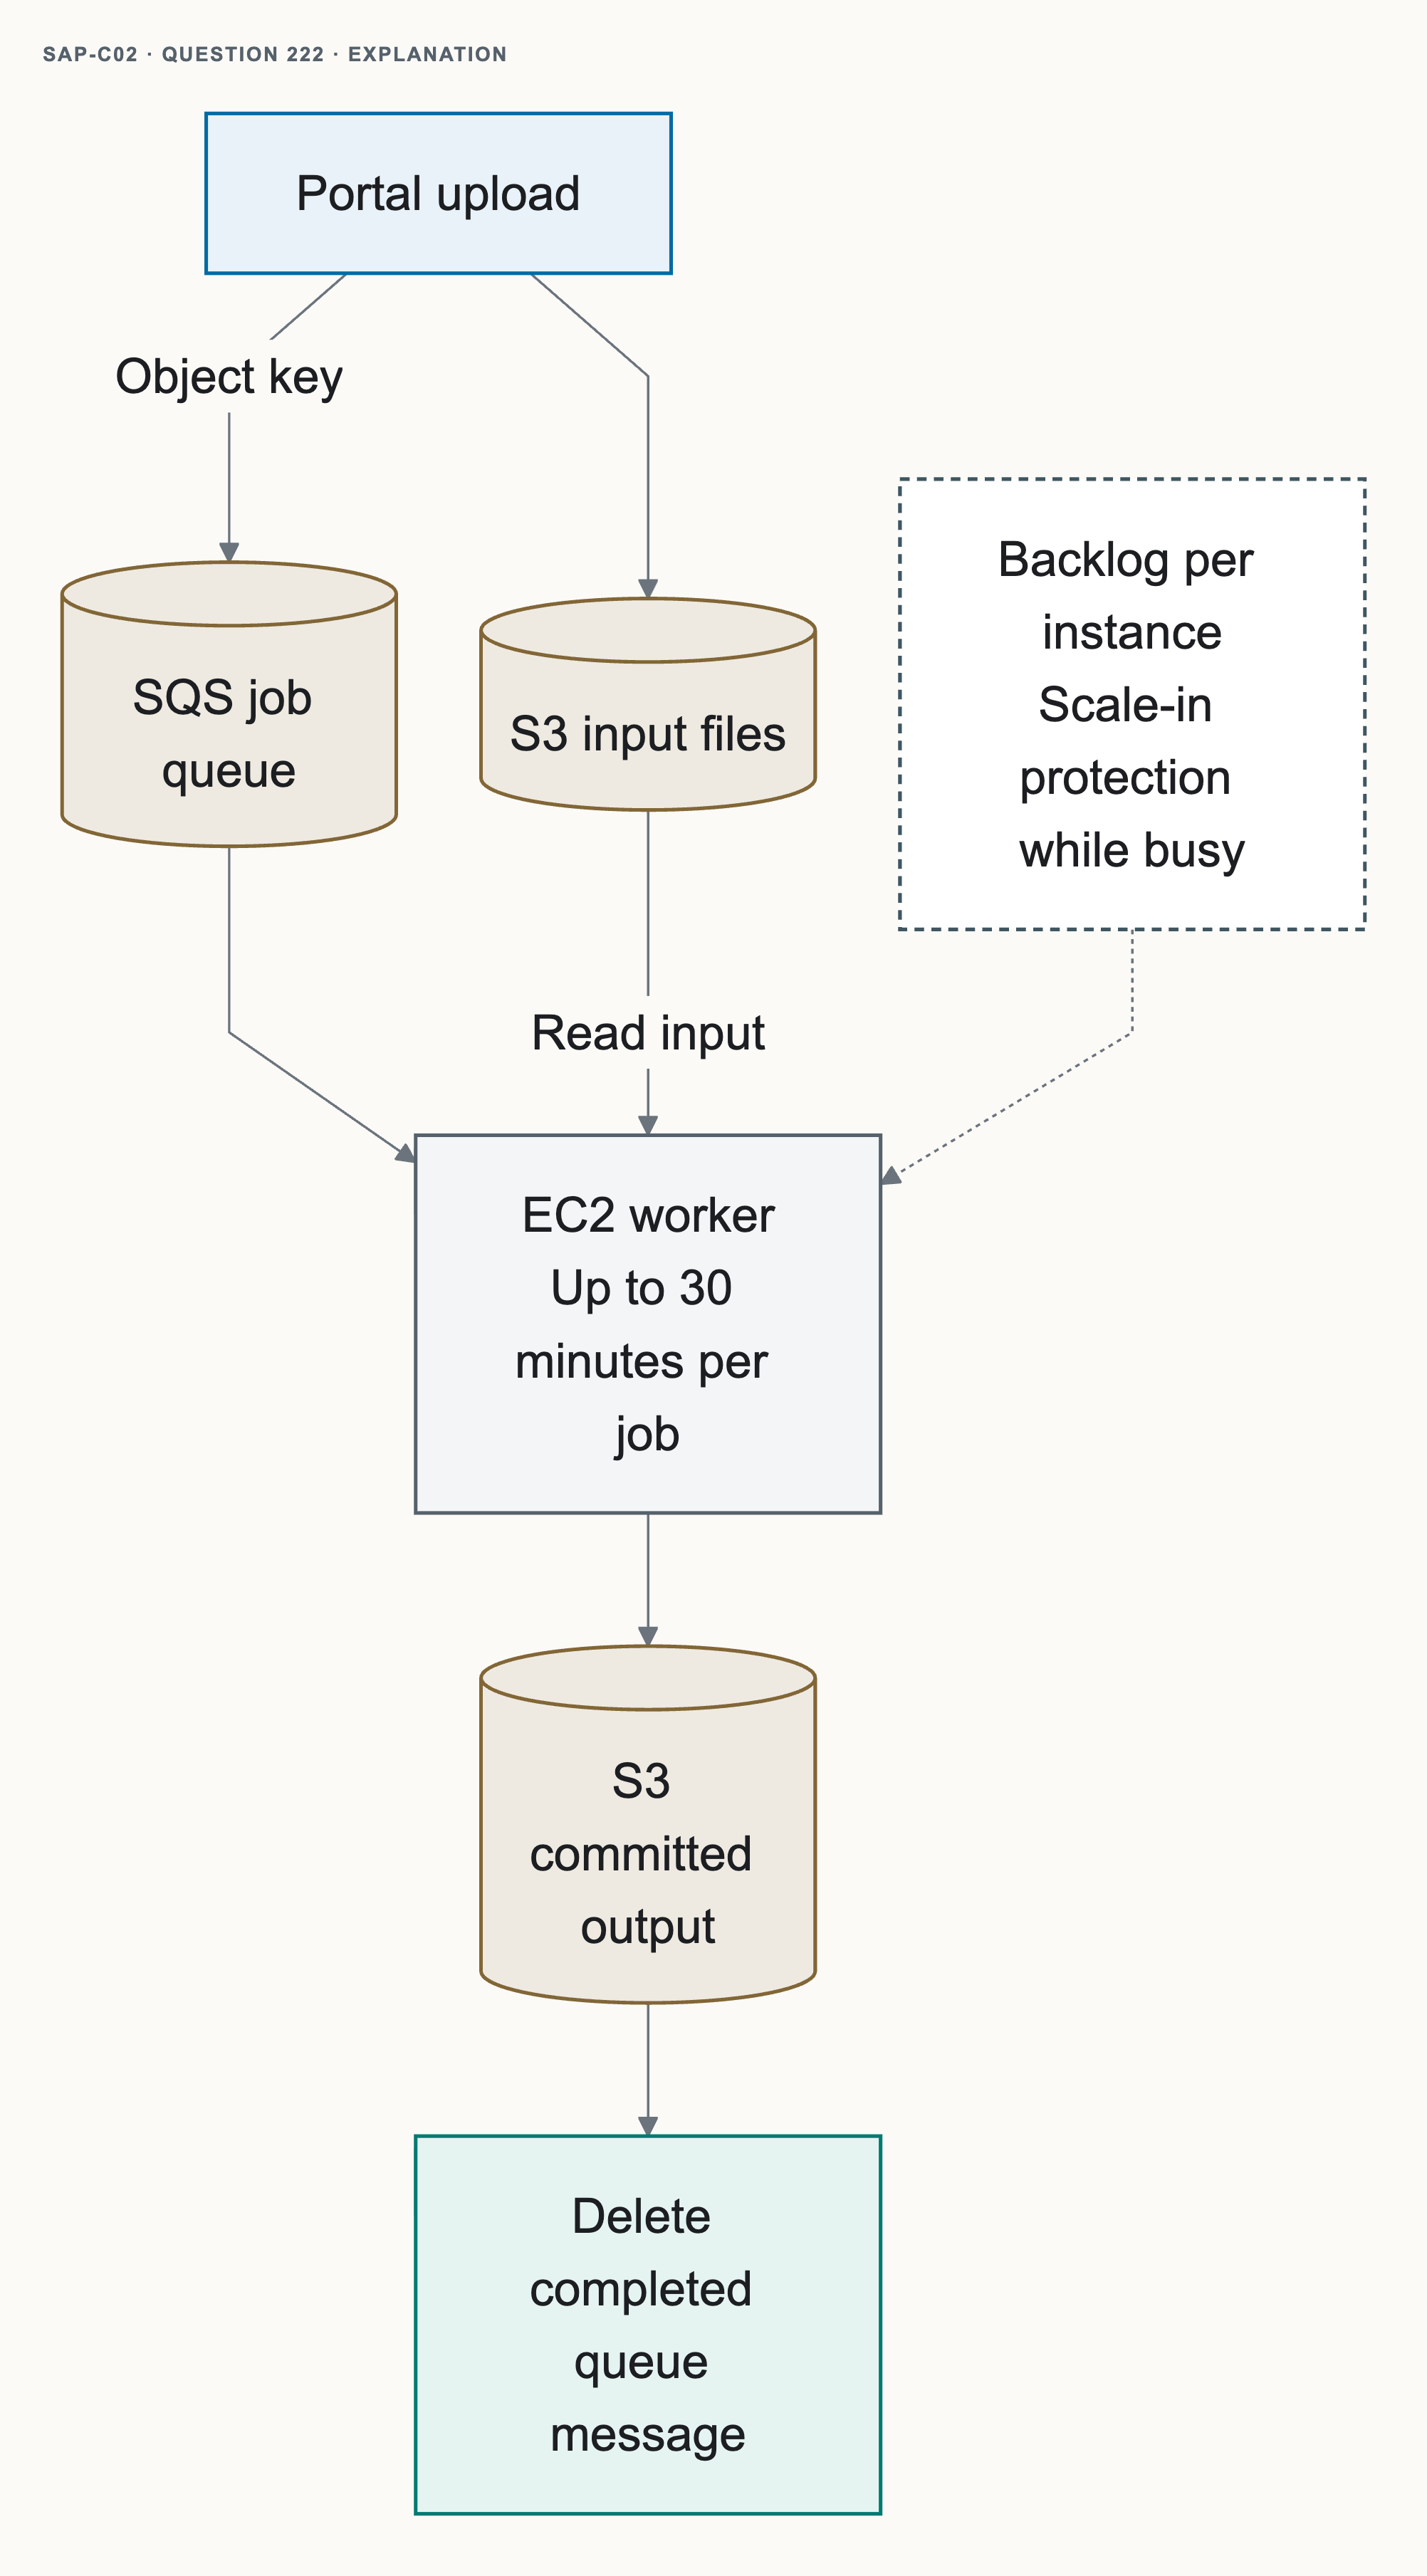 SAP-C02 · QUESTION 222 · EXPLANATION
Portal upload
Object key
SQS job
queue
S3 input files
Backlog per
instance
Scale-in
protection
while busy
Read input
EC2 worker
Up to 30
minutes per
job
S3
committed
output
Delete
completed
queue
message